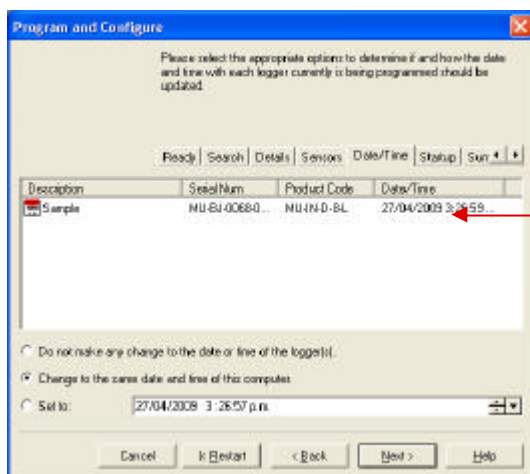 Program and Configure
Please select the appropriate options to determine if and how the date
and time with each logger currently is being programmed should be
updated
Ready Search Details Sensors Date/Time Startup Sum
Description Serial Num Product Code Date/Time
Sample MU-IN-D-8-L 27/04/2009 3:26:59...
Do not make any change to the date or time of the logger(s).
Change to the same date and time of this computer
Set to: 27/04/2009 3:26:57 p.m.
Cancel Restart < Back Next > Help